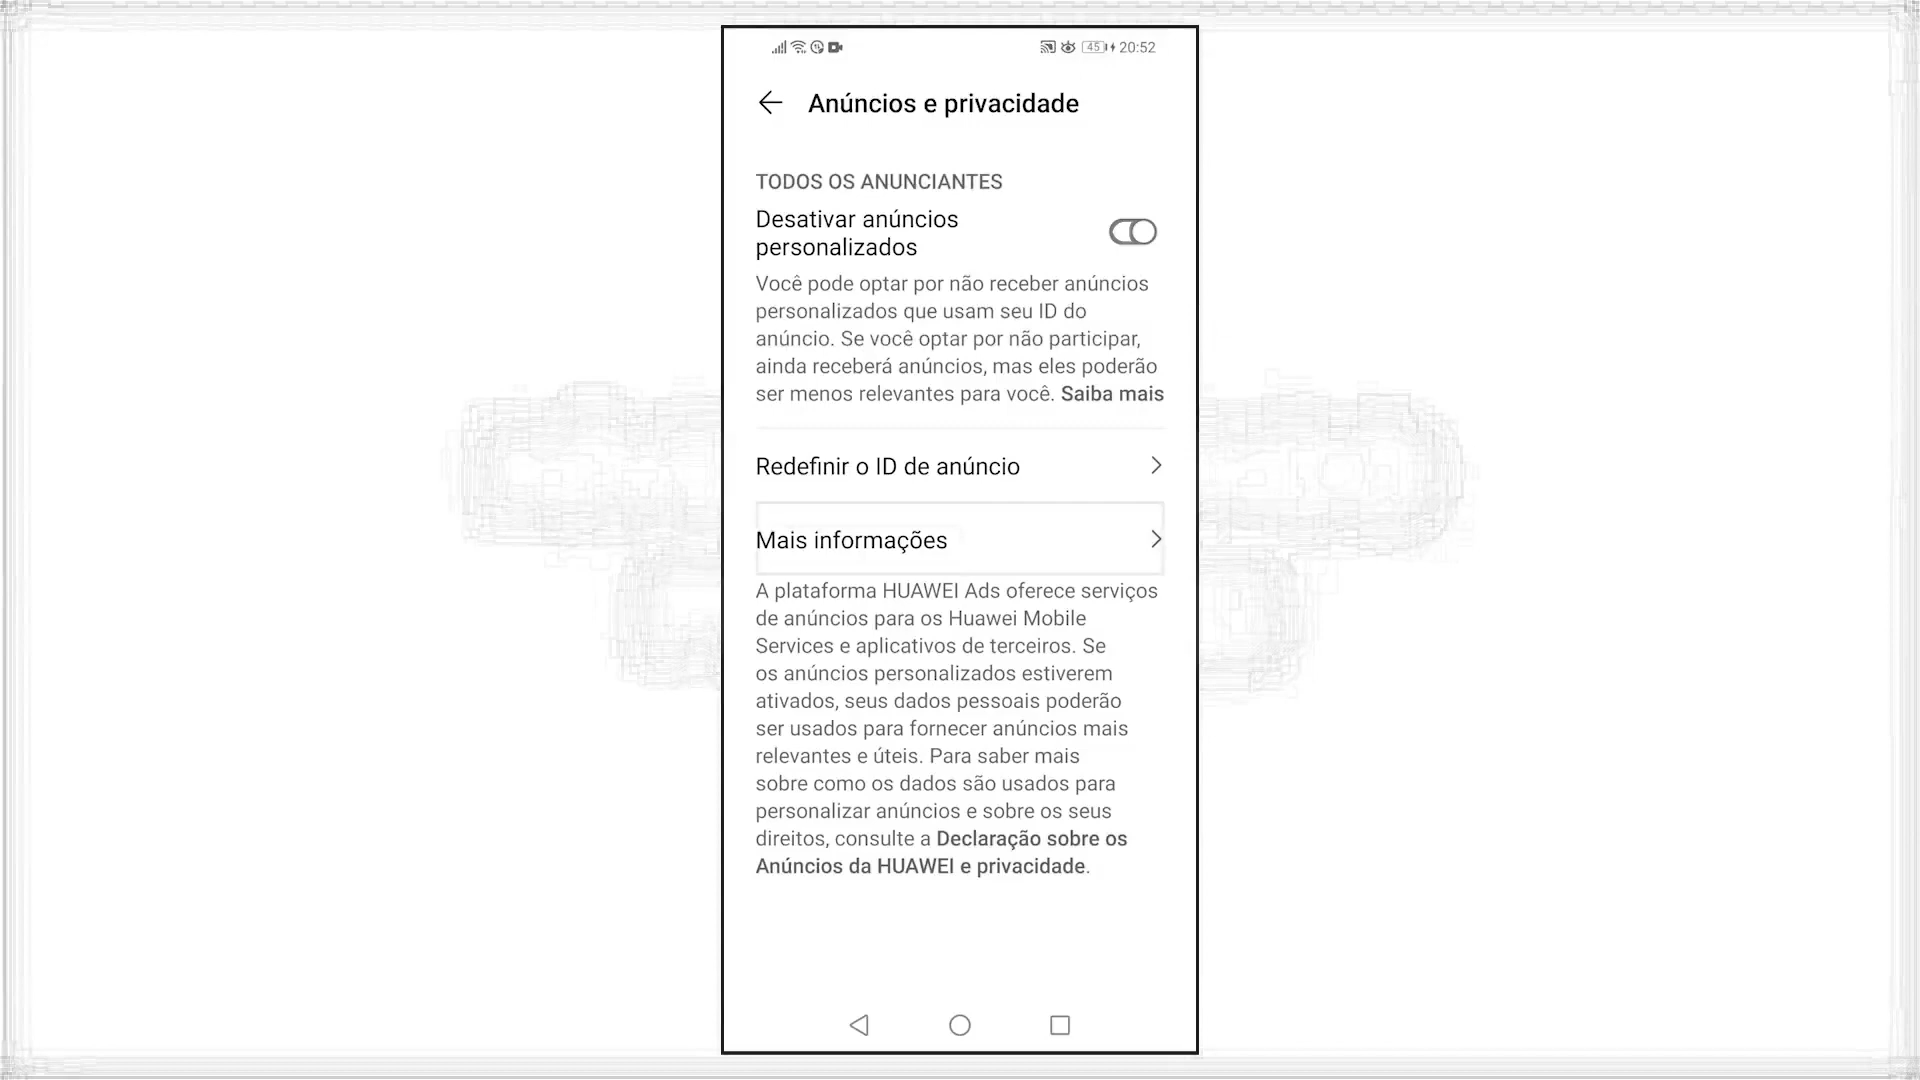 45 20:52
Anúncios e privacidade
TODOS OS ANUNCIANTES
Desativar anúncios
personalizados
Você pode optar por não receber anúncios
personalizados que usam seu ID do
anúncio. Se você optar por não participar,
ainda receberá anúncios, mas eles poderão
ser menos relevantes para você. Saiba mais
Redefinir o ID de anúncio
Mais informações
A plataforma HUAWEI Ads oferece serviços
de anúncios para os Huawei Mobile
Services e aplicativos de terceiros. Se
os anúncios personalizados estiverem
ativados, seus dados pessoais poderão
ser usados para fornecer anúncios mais
relevantes e úteis. Para saber mais
sobre como os dados são usados para
personalizar anúncios e sobre os seus
direitos, consulte a Declaração sobre os
Anúncios da HUAWEI e privacidade.